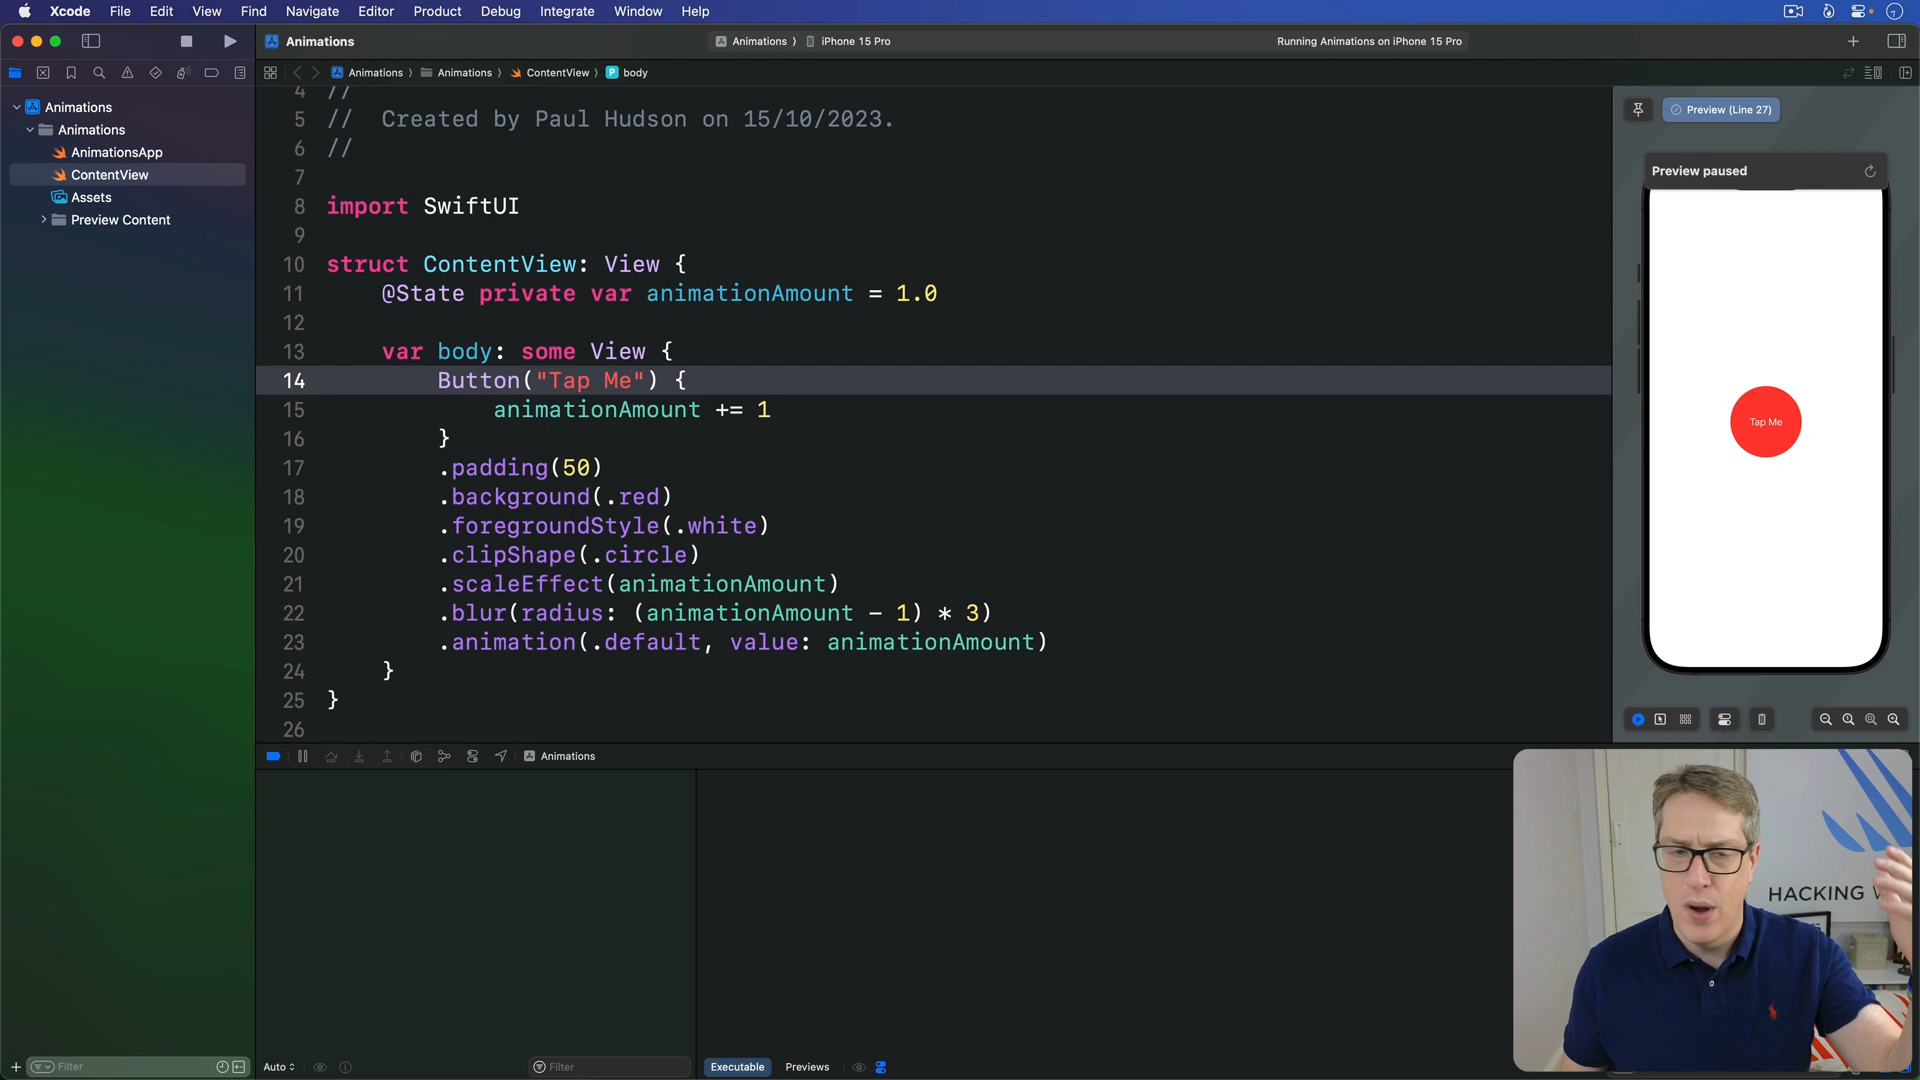 Xcode File Edit View Find Navigate Editor Product Debug Integrate Window Help
Animations
Animations 〉 iPhone 15 Pro
Running Animations on iPhone 15 Pro
Animations 〉 Animations 〉 ContentView 〉 P body
Animations
Animations
AnimationsApp
ContentView
Assets
Preview Content
4 //
5 //  Created by Paul Hudson on 15/10/2023.
6 //
7
8 import SwiftUI
9
10 struct ContentView: View {
11     @State private var animationAmount = 1.0
12
13     var body: some View {
14         Button("Tap Me") {
15             animationAmount += 1
16         }
17         .padding(50)
18         .background(.red)
19         .foregroundStyle(.white)
20         .clipShape(.circle)
21         .scaleEffect(animationAmount)
22         .blur(radius: (animationAmount - 1) * 3)
23         .animation(.default, value: animationAmount)
24     }
25 }
26
Preview (Line 27)
Preview paused
Tap Me
Animations
HACKING W
Filter
Auto
Filter
Executable
Previews